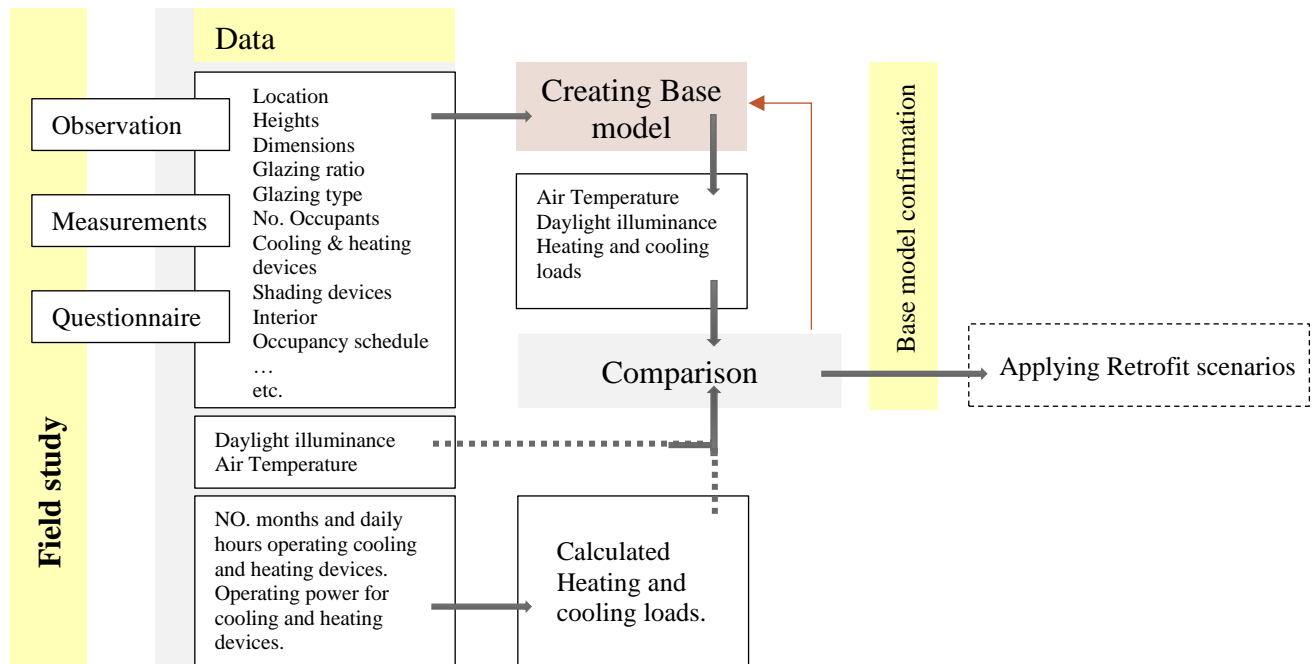 Field study
Observation
Measurements
Questionnaire
Data
Location
Heights
Dimensions
Glazing ratio
Glazing type
No. Occupants
Cooling & heating
devices
Shading devices
Interior
Occupancy schedule
…
etc.
Daylight illuminance
Air Temperature
NO. months and daily
hours operating cooling
and heating devices.
Operating power for
cooling and heating
devices.
Creating Base
model
Air Temperature
Daylight illuminance
Heating and cooling
loads
Comparison
Calculated
Heating and
cooling loads.
Base model confirmation
Applying Retrofit scenarios